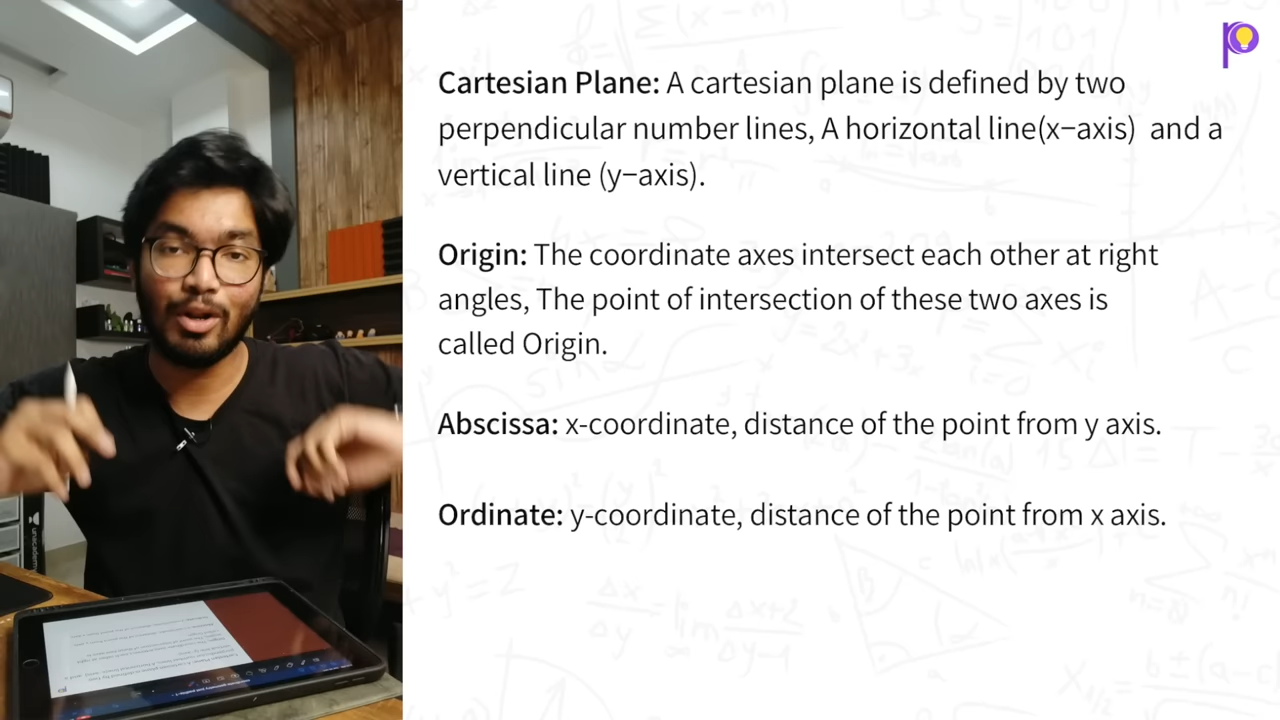 Cartesian Plane: A cartesian plane is defined by two
perpendicular number lines, A horizontal line(x−axis) and a
vertical line (y−axis).
Origin: The coordinate axes intersect each other at right
angles, The point of intersection of these two axes is
called Origin.
Abscissa: x-coordinate, distance of the point from y axis.
Ordinate: y-coordinate, distance of the point from x axis.